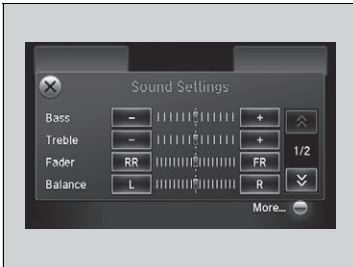 Sound Settings
Bass - +
Treble - +
Fader RR FR
1/2
Balance L R
More...